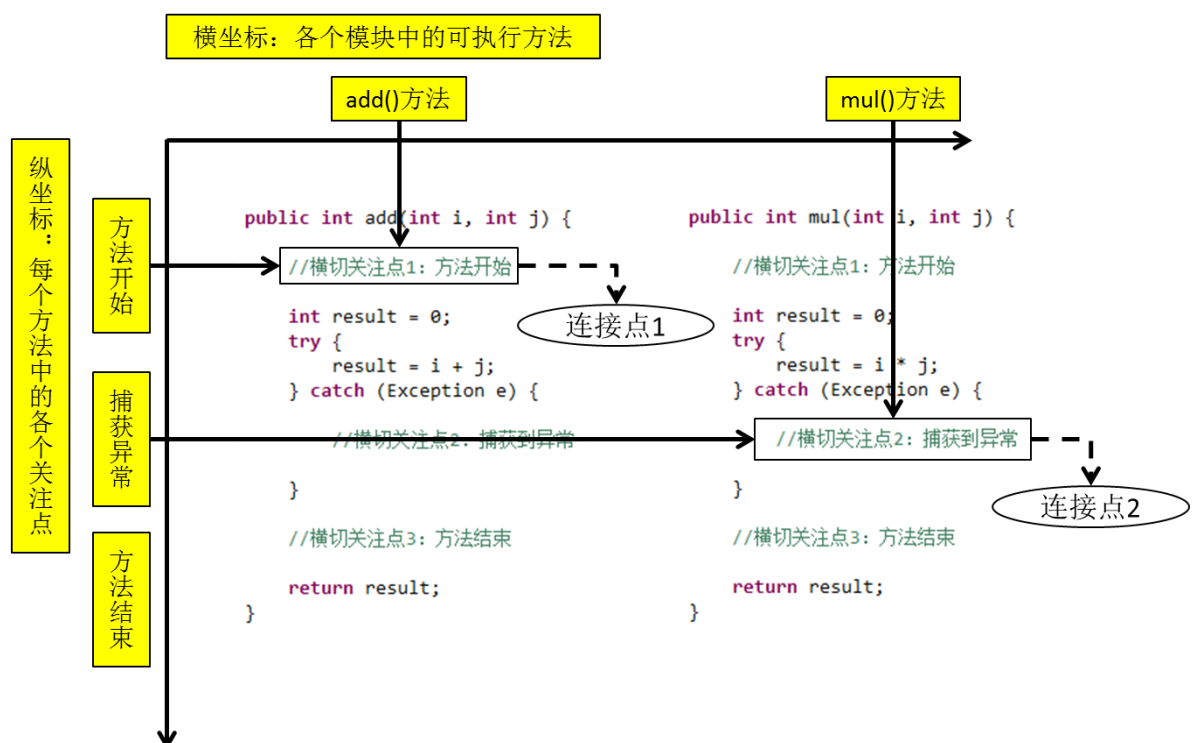 横坐标：各个模块中的可执行方法
add()方法
mul()方法
纵坐标：每个方法中的各个关注点
方法开始
捕获异常
方法结束
public int add(int i, int j) {
//横切关注点1：方法开始
int result = 0;
try {
result = i + j;
} catch (Exception e) {
//横切关注点2：捕获到异常
}
//横切关注点3：方法结束
return result;
}
连接点1
public int mul(int i, int j) {
//横切关注点1：方法开始
int result = 0;
try {
result = i * j;
} catch (Exception e) {
//横切关注点2：捕获到异常
}
//横切关注点3：方法结束
return result;
}
连接点2